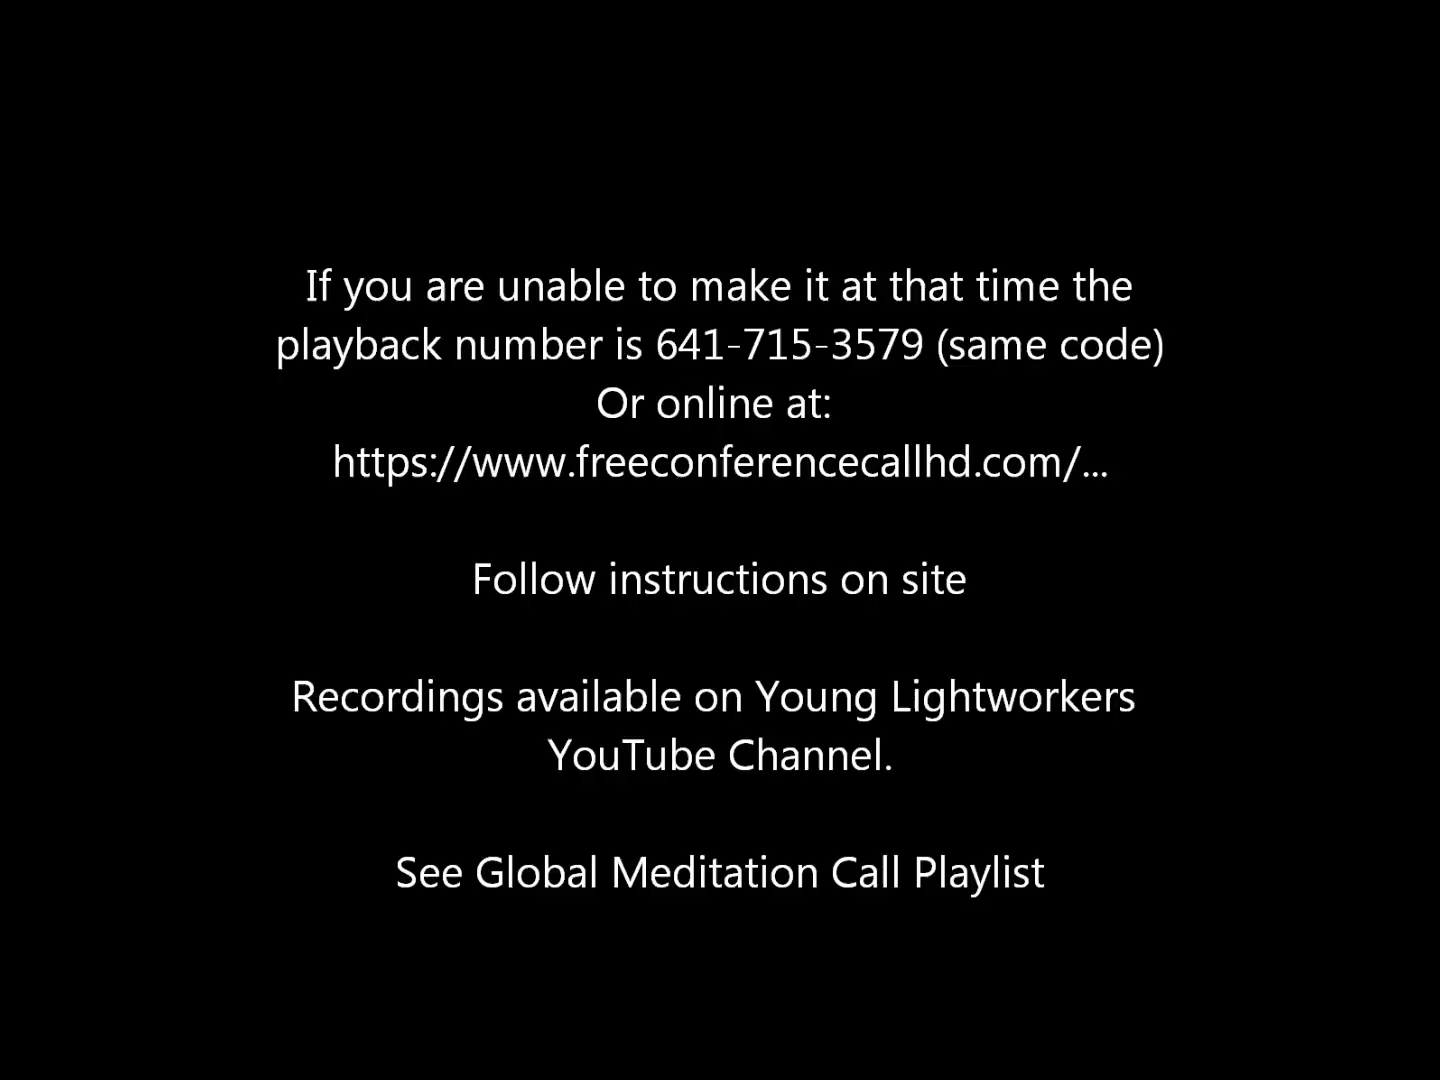 If you are unable to make it at that time the
playback number is 641-715-3579 (same code)
Or online at:
https://www.freeconferencecallhd.com/...
Follow instructions on site
Recordings available on Young Lightworkers
YouTube Channel.
See Global Meditation Call Playlist